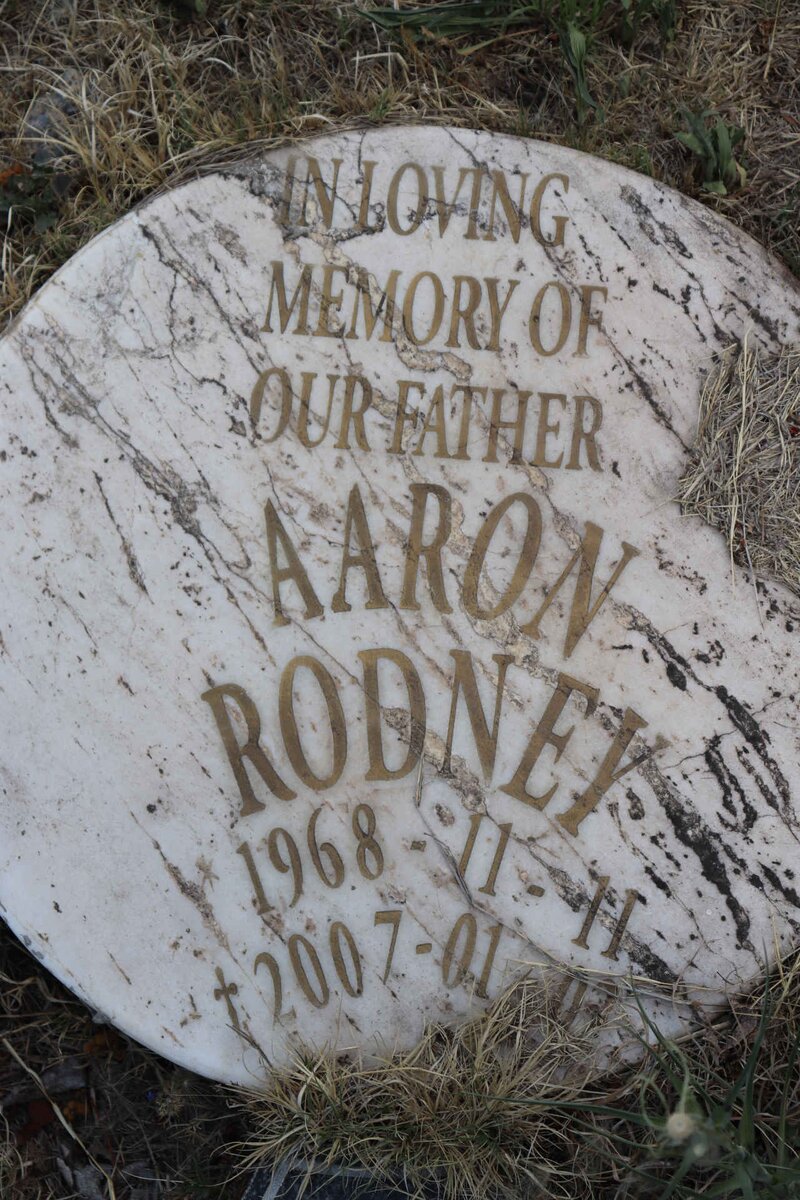 IN LOVING
MEMORY OF
OUR FATHER
AARON
RODNEY
1968 - 11 - 11
† 2007 - 01